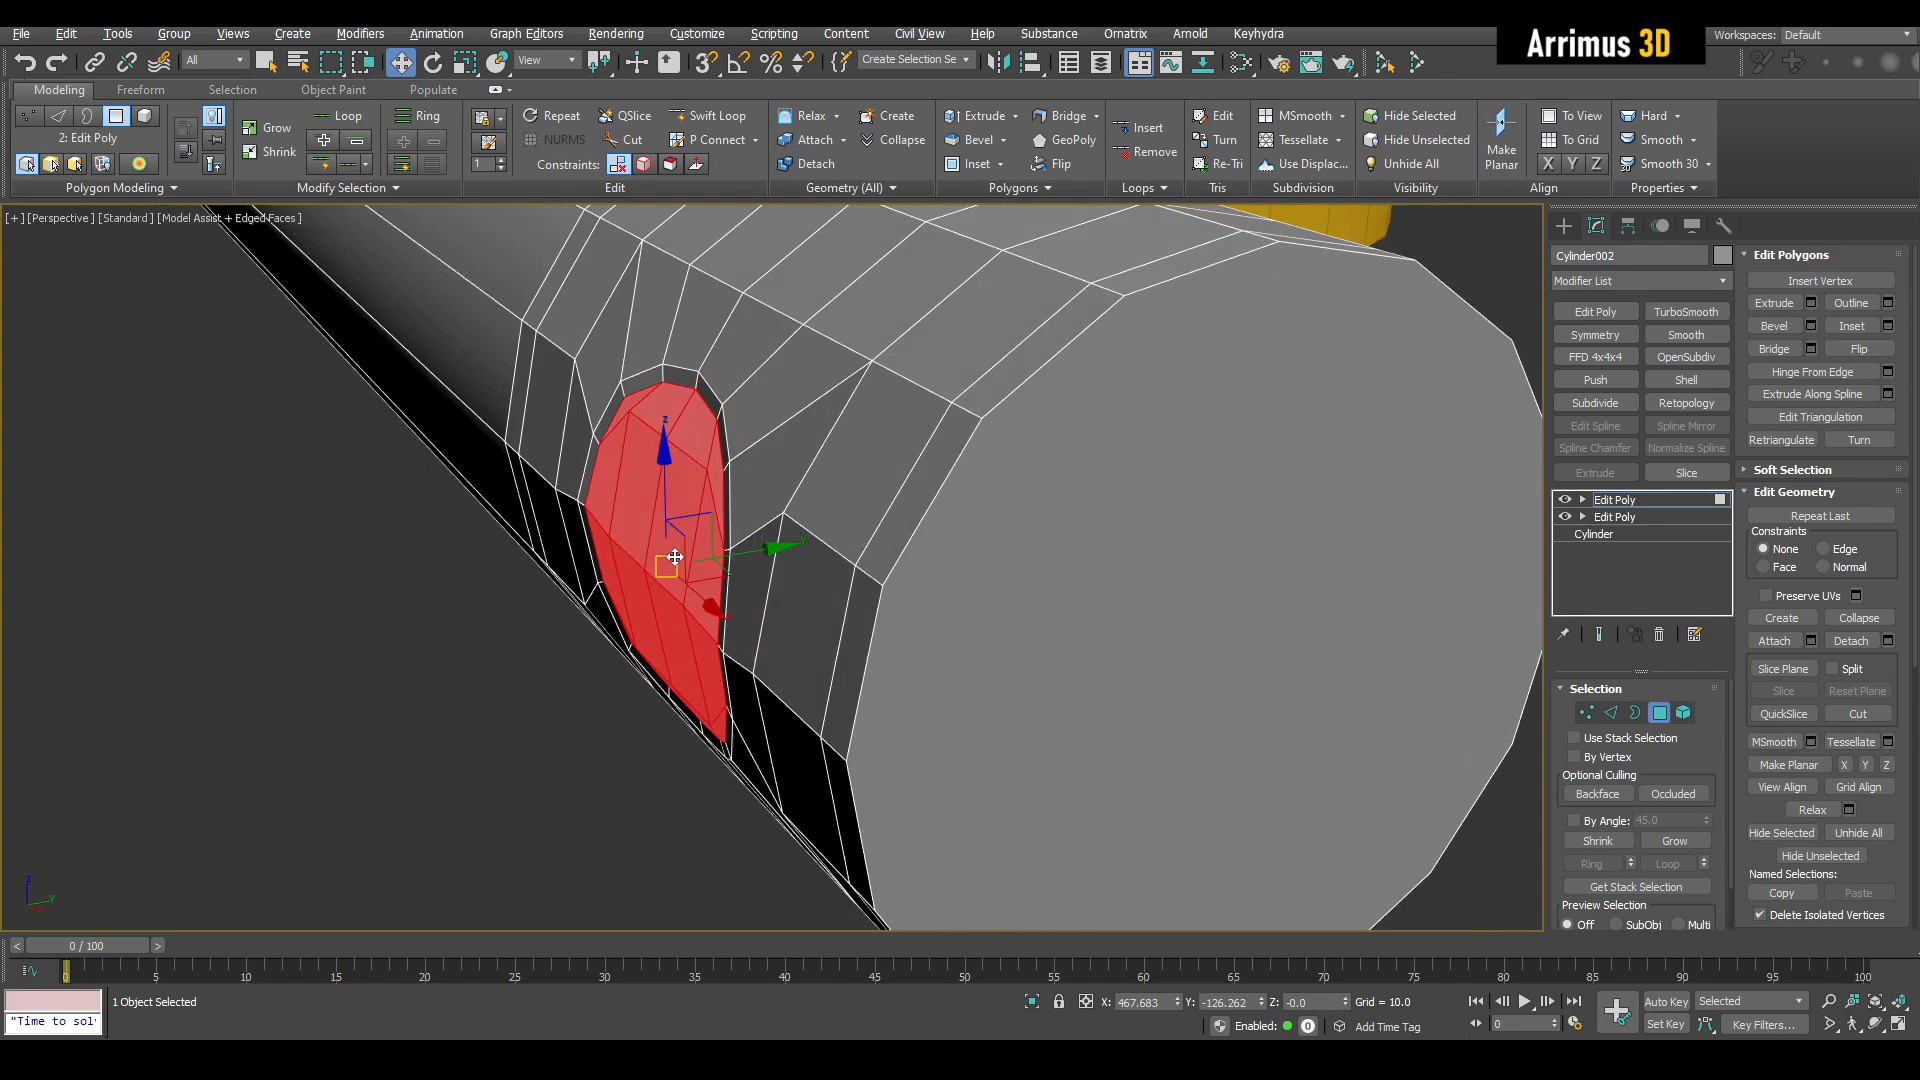 File Edit Tools Group Views Create Modifiers Animation Graph Editors Rendering Customize Scripting Content Civil View Help Substance Ornatrix Arnold Keyhydra
Arrimus 3D
Workspaces: Default
All View Create Selection Se
Modeling Freeform Selection Object Paint Populate
Grow Loop Ring Repeat QSlice Swift Loop Relax Create Extrude Bridge Insert Edit MSmooth Hide Selected To View Hard
2: Edit Poly
NURMS Cut P Connect Attach Collapse Bevel GeoPoly Turn Tessellate Hide Unselected Make Planar To Grid Smooth
Shrink 1 Constraints: Detach Inset Flip Remove Re-Tri Use Displac... Unhide All X Y Z Smooth 30
Polygon Modeling Modify Selection Edit Geometry (All) Polygons Loops Tris Subdivision Visibility Align Properties
[+] [Perspective] [Standard] [Model Assist + Edged Faces]
z
y
z
y
Cylinder002
Modifier List
Edit Poly TurboSmooth
Symmetry Smooth
FFD 4x4x4 OpenSubdiv
Push Shell
Subdivide Retopology
Edit Spline Spline Mirror
Spline Chamfer Normalize Spline
Extrude Slice
Edit Poly
Edit Poly
Cylinder
Selection
Use Stack Selection
By Vertex
Optional Culling
Backface Occluded
By Angle: 45.0
Shrink Grow
Ring Loop
Get Stack Selection
Preview Selection
Off SubObj Multi
Edit Polygons
Insert Vertex
Extrude Outline
Bevel Inset
Bridge Flip
Hinge From Edge
Extrude Along Spline
Edit Triangulation
Retriangulate Turn
Soft Selection
Edit Geometry
Repeat Last
Constraints
None Edge
Face Normal
Preserve UVs
Create Collapse
Attach Detach
Slice Plane Split
Slice Reset Plane
QuickSlice Cut
MSmooth Tessellate
Make Planar X Y Z
View Align Grid Align
Relax
Hide Selected Unhide All
Hide Unselected
Named Selections:
Copy Paste
Delete Isolated Vertices
< 0 / 100 >
0 5 10 15 20 25 30 35 40 45 50 55 60 65 70 75 80 85 90 95 100
1 Object Selected
X: 467.683 Y: -126.262 Z: -0.0 Grid = 10.0
Auto Key Selected
"Time to sol
Enabled: 0 Add Time Tag
0
Set Key Key Filters...